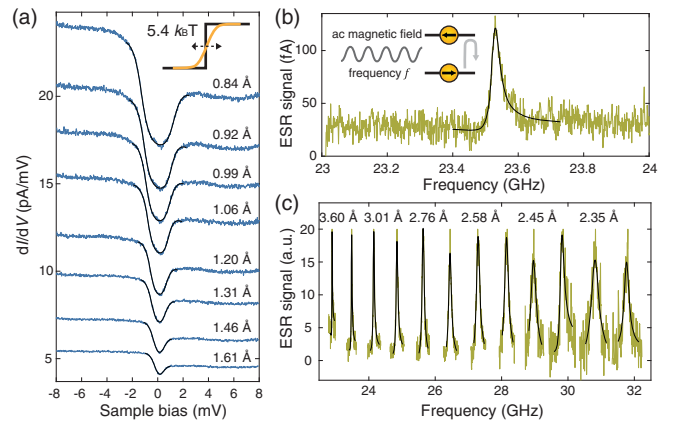 (a)
5.4 kBT
dI/dV (pA/mV)
20
15
10
5
0.84 Å
0.92 Å
0.99 Å
1.06 Å
1.20 Å
1.31 Å
1.46 Å
1.61 Å
-8 -6 -4 -2 0 2 4 6 8
Sample bias (mV)
(b)
ac magnetic field
frequency f
ESR signal (fA)
100
50
0
23 23.2 23.4 23.6 23.8 24
Frequency (GHz)
(c)
3.60 Å 3.01 Å 2.76 Å 2.58 Å 2.45 Å 2.35 Å
ESR signal (a.u.)
20
15
10
5
0
24 26 28 30 32
Frequency (GHz)